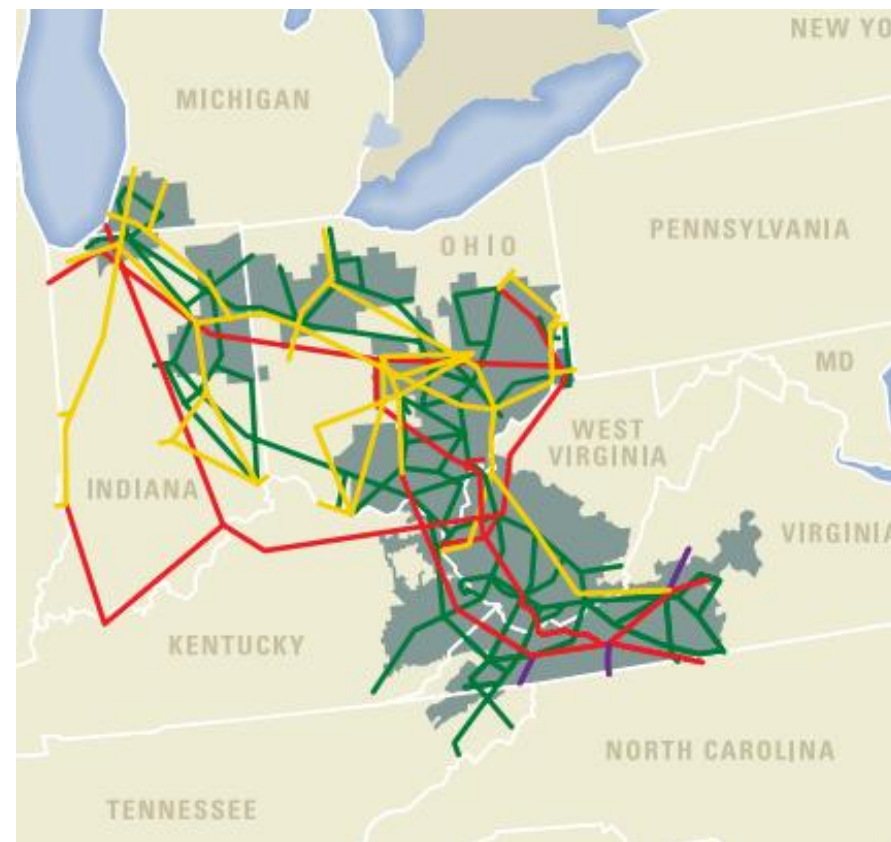 NEW YO
MICHIGAN
OHIO
PENNSYLVANIA
MD
WEST
VIRGINIA
INDIANA
VIRGINIA
KENTUCKY
NORTH CAROLINA
TENNESSEE